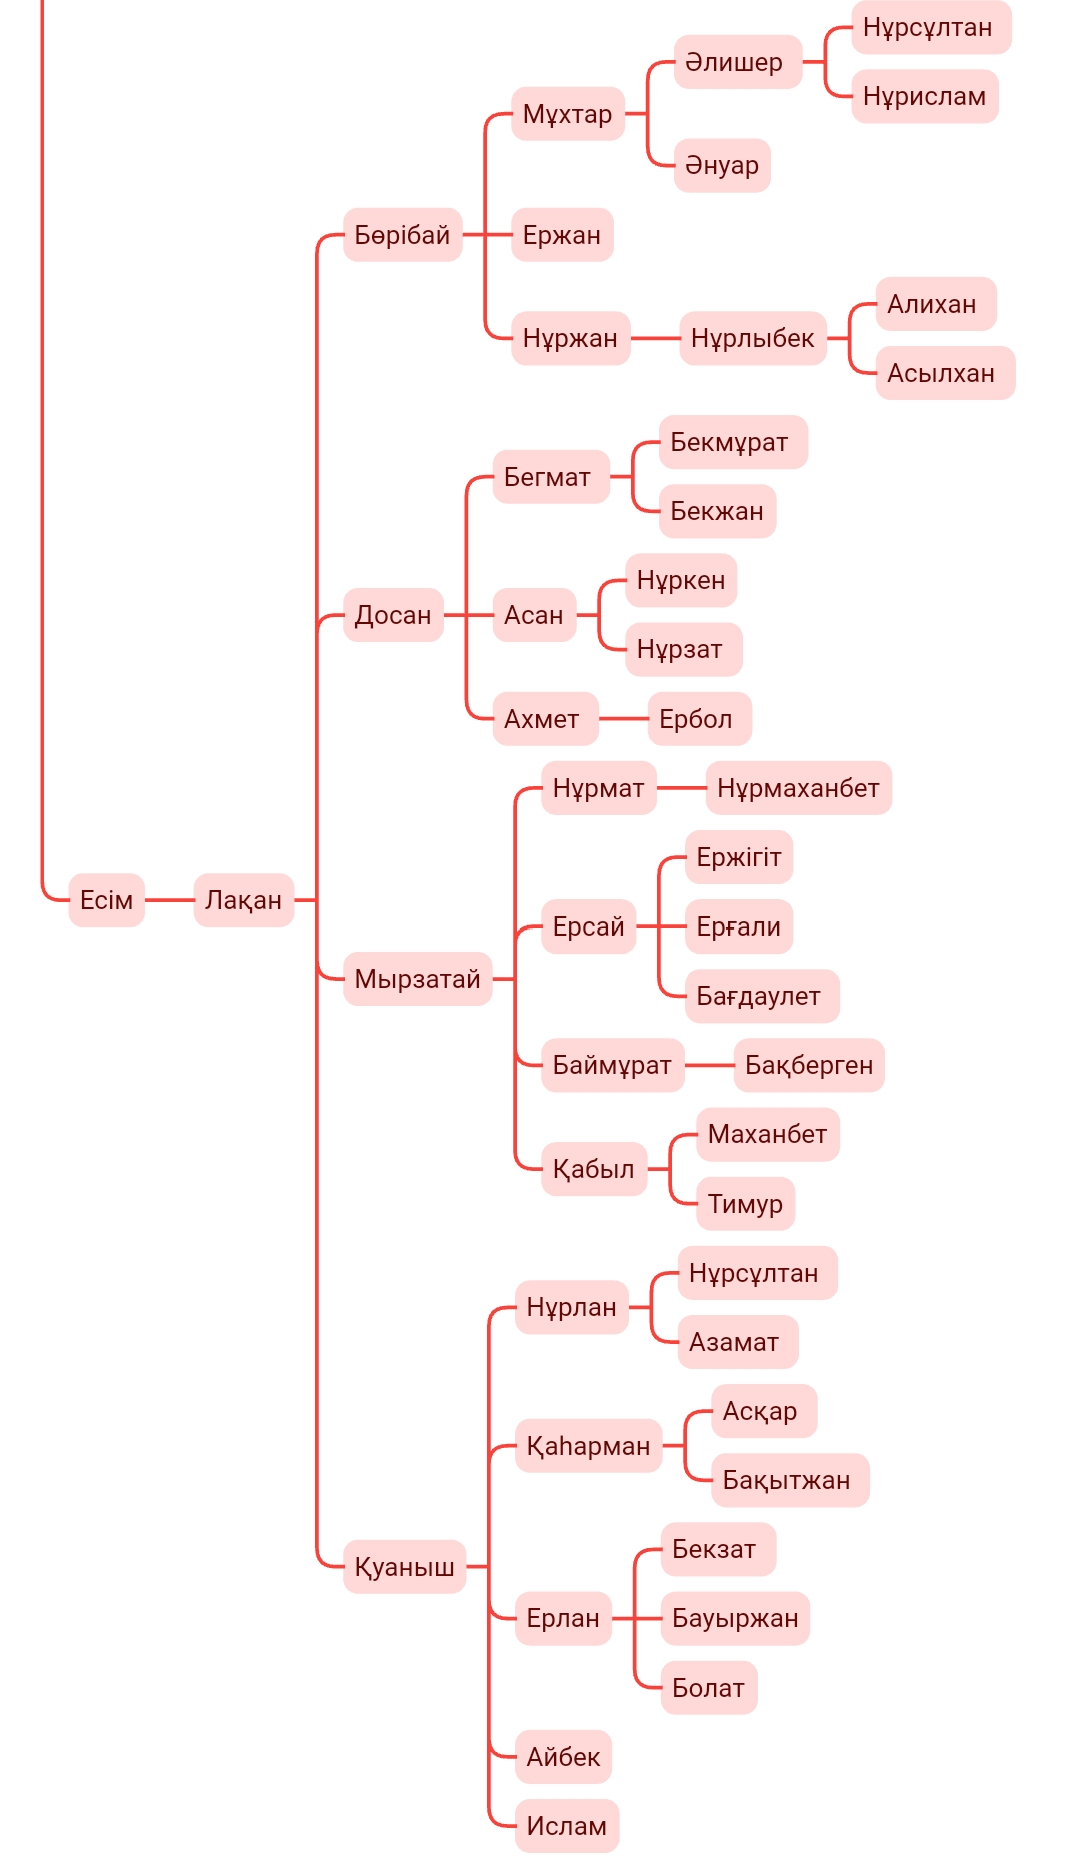 Нұрсұлтан
Әлишер
Нұрислам
Мұхтар
Әнуар
Бөрібай
Ержан
Алихан
Нұржан
Нұрлыбек
Асылхан
Бекмұрат
Бегмат
Бекжан
Нұркен
Досан
Асан
Нұрзат
Ахмет
Ербол
Нұрмат
Нұрмаханбет
Ержігіт
Есім
Лақан
Ерсай
Ерғали
Мырзатай
Бағдаулет
Баймұрат
Бақберген
Маханбет
Қабыл
Тимур
Нұрсұлтан
Нұрлан
Азамат
Асқар
Қаһарман
Бақытжан
Бекзат
Қуаныш
Ерлан
Бауыржан
Болат
Айбек
Ислам